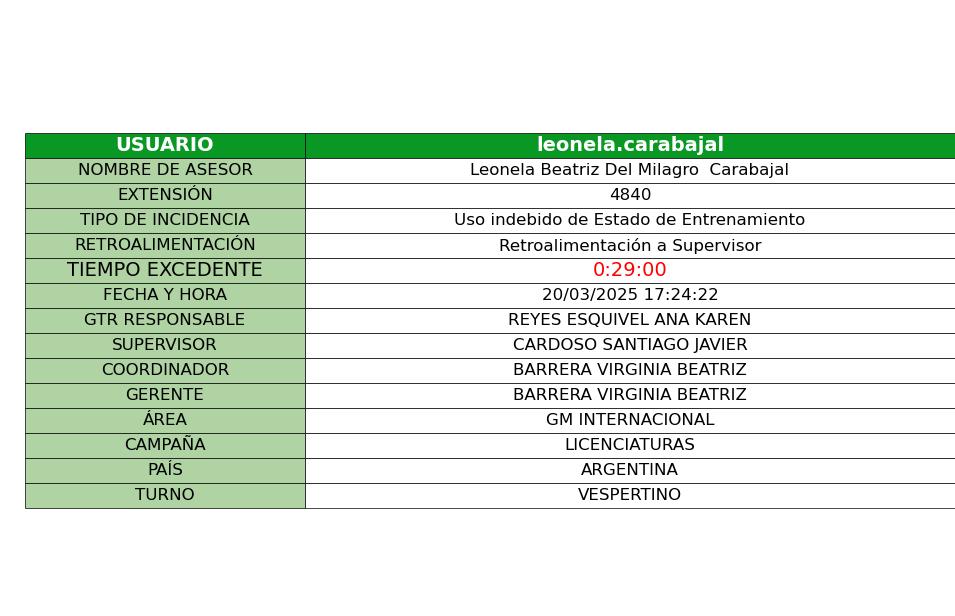 USUARIO leonela.carabajal
NOMBRE DE ASESOR Leonela Beatriz Del Milagro  Carabajal
EXTENSIÓN 4840
TIPO DE INCIDENCIA Uso indebido de Estado de Entrenamiento
RETROALIMENTACIÓN Retroalimentación a Supervisor
TIEMPO EXCEDENTE 0:29:00
FECHA Y HORA 20/03/2025 17:24:22
GTR RESPONSABLE REYES ESQUIVEL ANA KAREN
SUPERVISOR CARDOSO SANTIAGO JAVIER
COORDINADOR BARRERA VIRGINIA BEATRIZ
GERENTE BARRERA VIRGINIA BEATRIZ
ÁREA GM INTERNACIONAL
CAMPAÑA LICENCIATURAS
PAÍS ARGENTINA
TURNO VESPERTINO